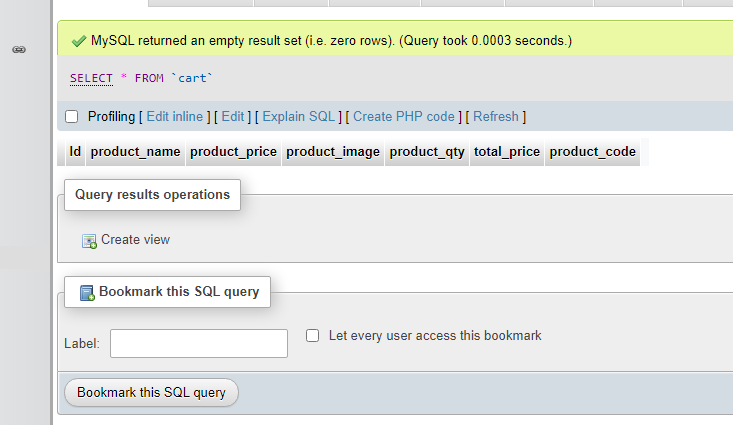 MySQL returned an empty result set (i.e. zero rows). (Query took 0.0003 seconds.)
SELECT * FROM `cart`
Profiling [ Edit inline ] [ Edit ] [ Explain SQL ] [ Create PHP code ] [ Refresh ]
Id product_name product_price product_image product_qty total_price product_code
Query results operations
Create view
Bookmark this SQL query
Label:
Let every user access this bookmark
Bookmark this SQL query